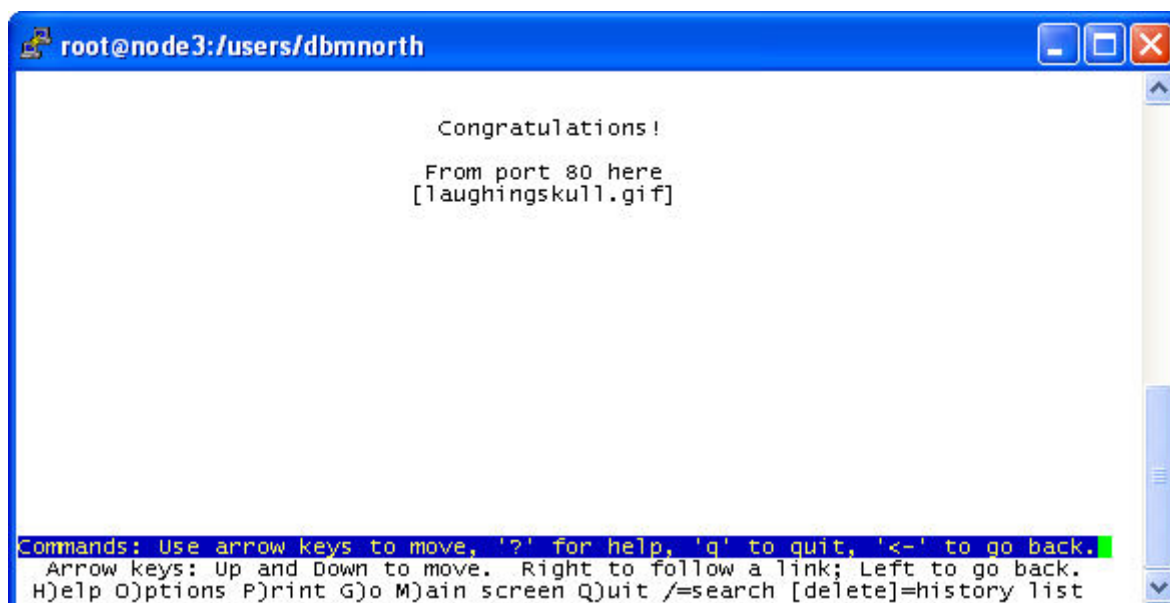 root@node3:/users/dbmnorth
Congratulations!
From port 80 here
[laughingskull.gif]
Commands: Use arrow keys to move, '?' for help, 'q' to quit, '<-' to go back.
Arrow keys: Up and Down to move. Right to follow a link; Left to go back.
H)elp O)ptions P)rint G)o M)ain screen Q)uit /=search [delete]=history list